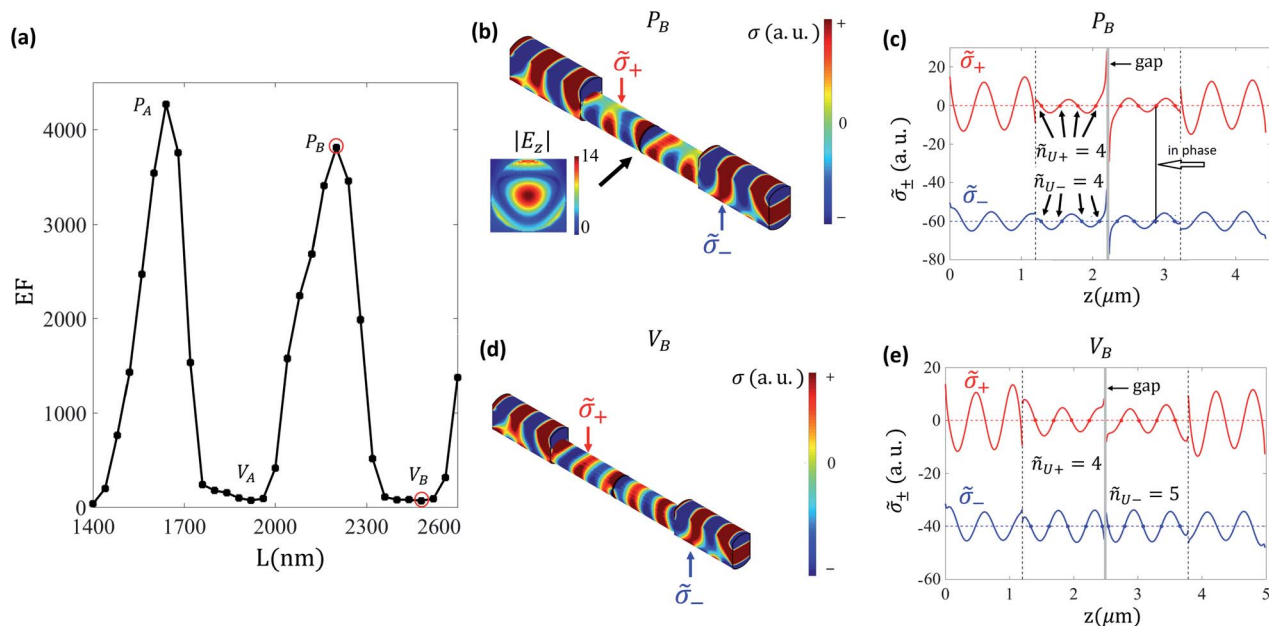 (a)
EF
4000
3000
2000
1000
0
1400
1700
2000
2300
2600
L(nm)
P_A
P_B
V_A
V_B
(b)
P_B
σ (a. u.)
+
0
−
σ̃₊
σ̃₋
|E_z|
14
0
(c)
P_B
σ̃± (a. u.)
20
0
-20
-40
-60
-80
0
1
2
3
4
z(μm)
σ̃₊
gap
in phase
ñ_U+ = 4
ñ_U− = 4
σ̃₋
(d)
V_B
σ (a. u.)
+
0
−
σ̃₊
σ̃₋
(e)
V_B
σ̃± (a. u.)
20
0
-20
-40
-60
0
1
2
3
4
5
z(μm)
σ̃₊
gap
ñ_U+ = 4
ñ_U− = 5
σ̃₋